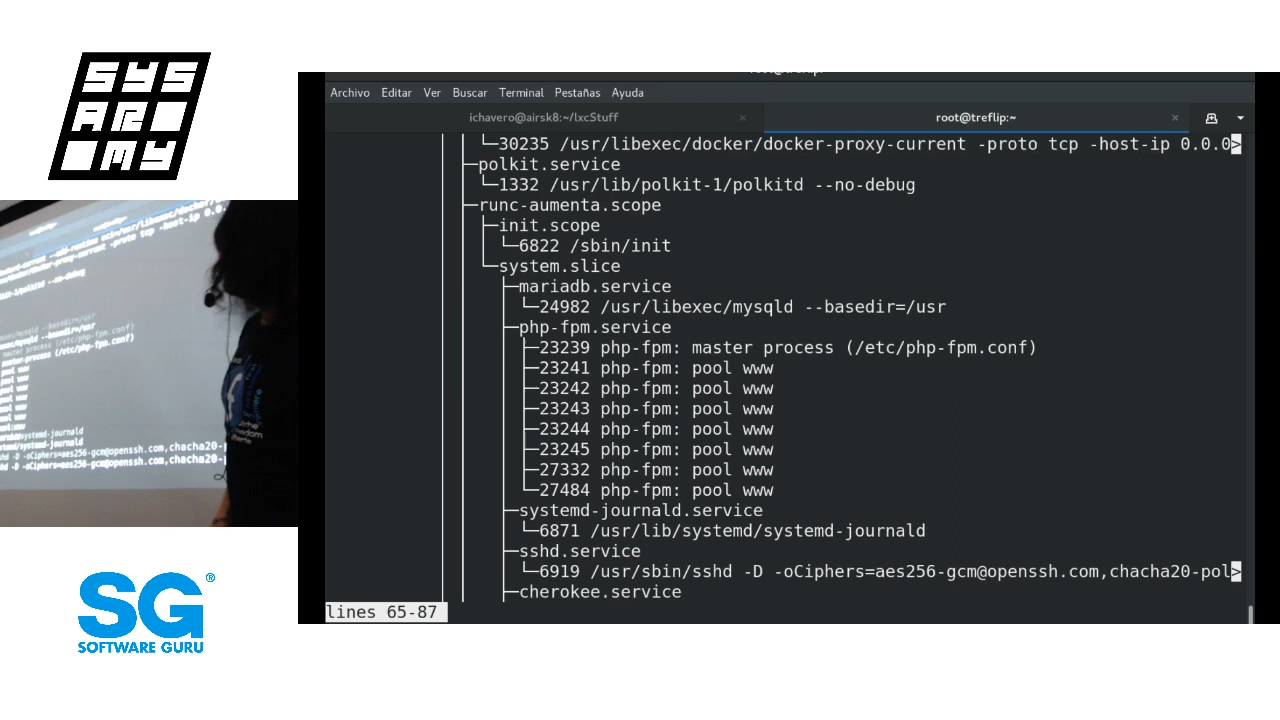 SYS
AR
MY
SG®
SOFTWARE GURU
Archivo Editar Ver Buscar Terminal Pestañas Ayuda
ichavero@airsk8:~/lxcStuff × root@treflip:~ ×
└─30235 /usr/libexec/docker/docker-proxy-current -proto tcp -host-ip 0.0.0>
├─polkit.service
└─1332 /usr/lib/polkit-1/polkitd --no-debug
├─runc-aumenta.scope
├─init.scope
└─6822 /sbin/init
└─system.slice
├─mariadb.service
└─24982 /usr/libexec/mysqld --basedir=/usr
├─php-fpm.service
├─23239 php-fpm: master process (/etc/php-fpm.conf)
├─23241 php-fpm: pool www
├─23242 php-fpm: pool www
├─23243 php-fpm: pool www
├─23244 php-fpm: pool www
├─23245 php-fpm: pool www
├─27332 php-fpm: pool www
└─27484 php-fpm: pool www
├─systemd-journald.service
└─6871 /usr/lib/systemd/systemd-journald
├─sshd.service
└─6919 /usr/sbin/sshd -D -oCiphers=aes256-gcm@openssh.com,chacha20-pol>
├─cherokee.service
lines 65-87